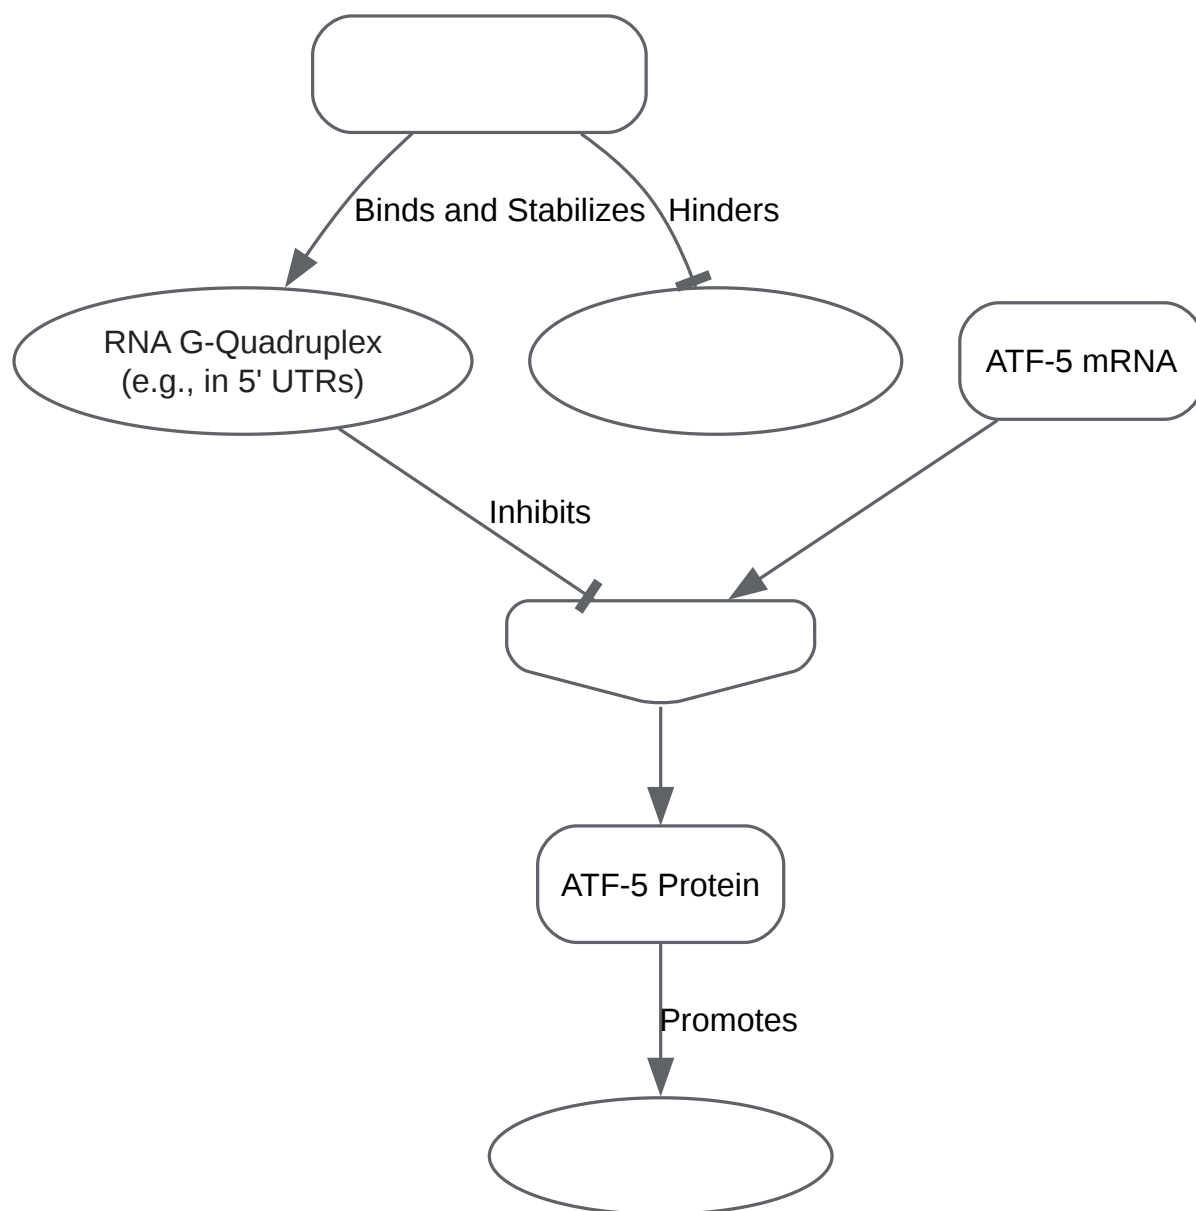 Binds and Stabilizes
Hinders
RNA G-Quadruplex
(e.g., in 5' UTRs)
ATF-5 mRNA
Inhibits
ATF-5 Protein
Promotes